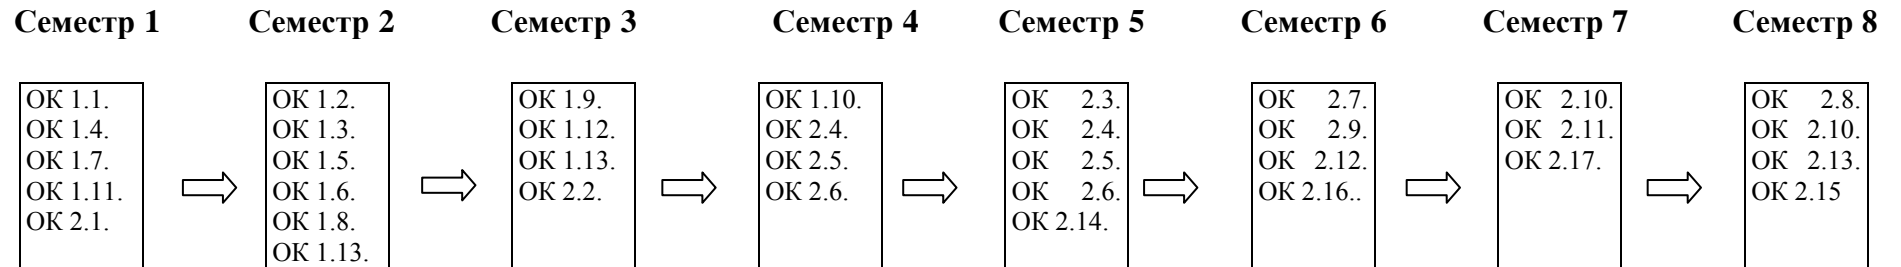 Семестр 1 Семестр 2 Семестр 3 Семестр 4 Семестр 5 Семестр 6 Семестр 7 Семестр 8
ОК 1.1.
ОК 1.4.
ОК 1.7.
ОК 1.11.
ОК 2.1.
ОК 1.2.
ОК 1.3.
ОК 1.5.
ОК 1.6.
ОК 1.8.
ОК 1.13.
ОК 1.9.
ОК 1.12.
ОК 1.13.
ОК 2.2.
ОК 1.10.
ОК 2.4.
ОК 2.5.
ОК 2.6.
ОК 2.3.
ОК 2.4.
ОК 2.5.
ОК 2.6.
ОК 2.14.
ОК 2.7.
ОК 2.9.
ОК 2.12.
ОК 2.16..
ОК 2.10.
ОК 2.11.
ОК 2.17.
ОК 2.8.
ОК 2.10.
ОК 2.13.
ОК 2.15